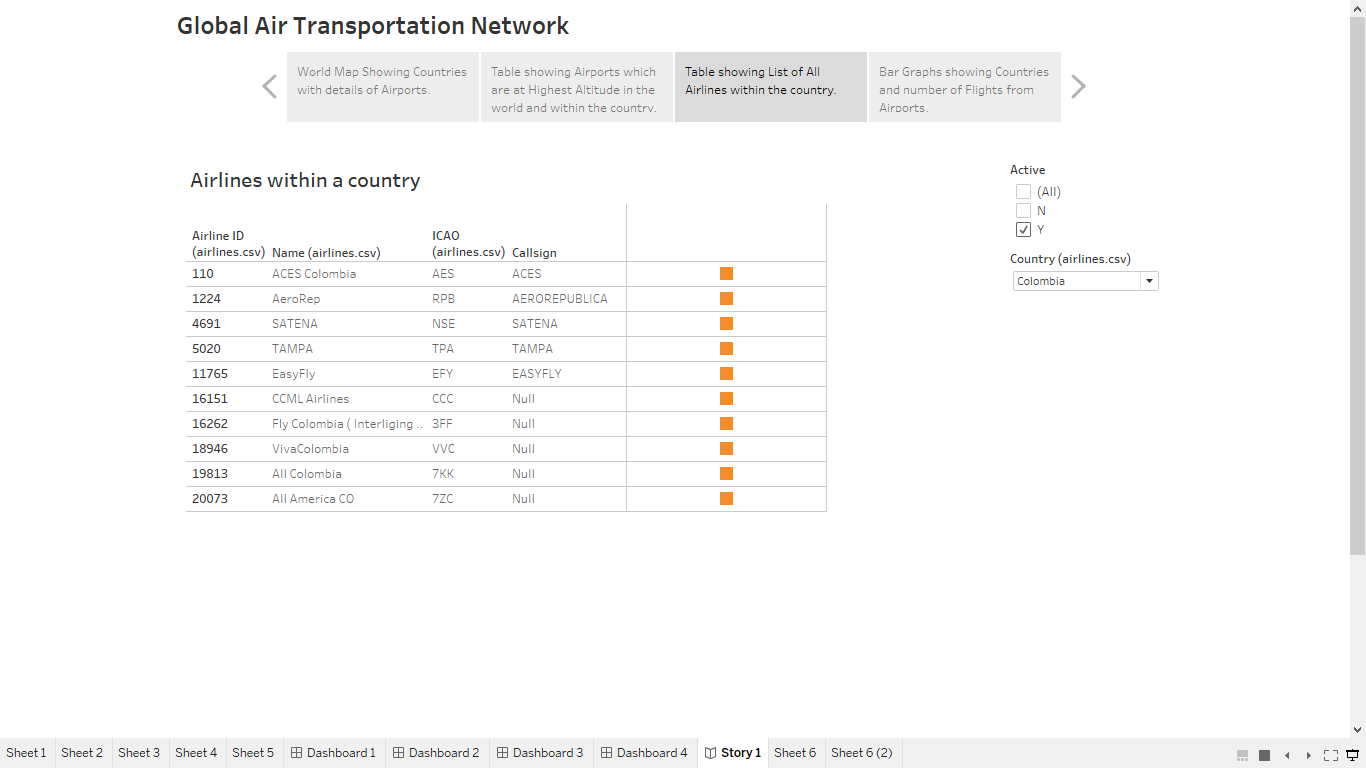 Global Air Transportation Network
World Map Showing Countries
with details of Airports.
Table showing Airports which
are at Highest Altitude in the
world and within the country.
Table showing List of All
Airlines within the country.
Bar Graphs showing Countries
and number of Flights from
Airports.
Airlines within a country
Airline ID
(airlines.csv) Name (airlines.csv) ICAO
(airlines.csv) Callsign
110 ACES Colombia AES ACES
1224 AeroRep RPB AEROREPUBLICA
4691 SATENA NSE SATENA
5020 TAMPA TPA TAMPA
11765 EasyFly EFY EASYFLY
16151 CCML Airlines CCC Null
16262 Fly Colombia ( Interliging .. 3FF Null
18946 VivaColombia VVC Null
19813 All Colombia 7KK Null
20073 All America CO 7ZC Null
Active
(All)
N
Y
Country (airlines.csv)
Colombia
Sheet 1 Sheet 2 Sheet 3 Sheet 4 Sheet 5 Dashboard 1 Dashboard 2 Dashboard 3 Dashboard 4 Story 1 Sheet 6 Sheet 6 (2)